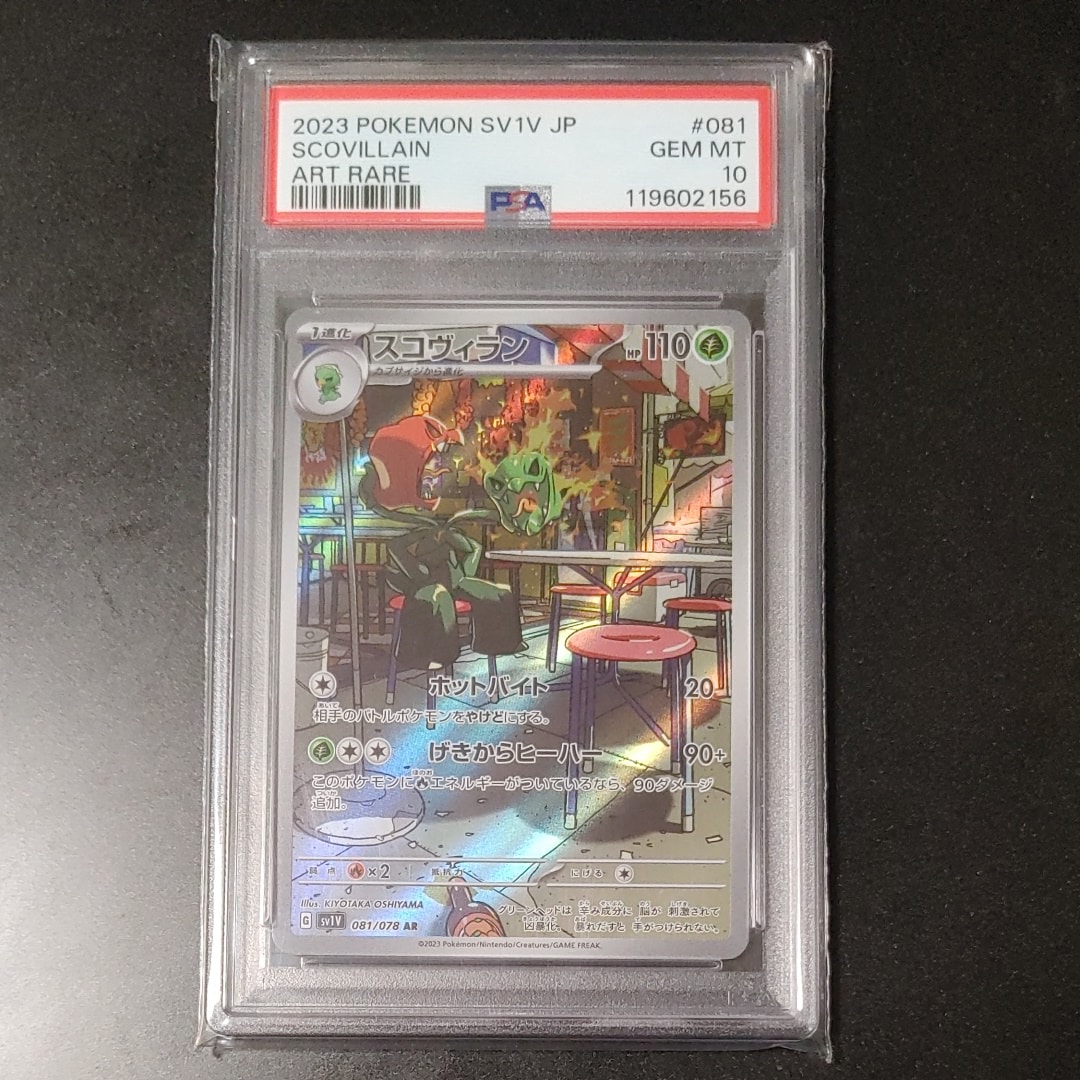 2023 POKEMON SV1V JP #081
SCOVILLAIN GEM MT
ART RARE 10
PSA 119602156
1進化 スコヴィラン HP 110
カプサイジから進化
ホットバイト 20
相手のバトルポケモンをやけどにする。
げきからヒーハー 90+
このポケモンに エネルギーがついているなら、90ダメージ
追加。
弱点 ×2 抵抗力 にげる
Illus. KIYOTAKA OSHIYAMA
G sv1V 081/078 AR
グリーンヘッドは 辛み成分に 脳が 刺激されて
凶暴化。 暴れだすと 手がつけられない。
©2023 Pokémon/Nintendo/Creatures/GAME FREAK